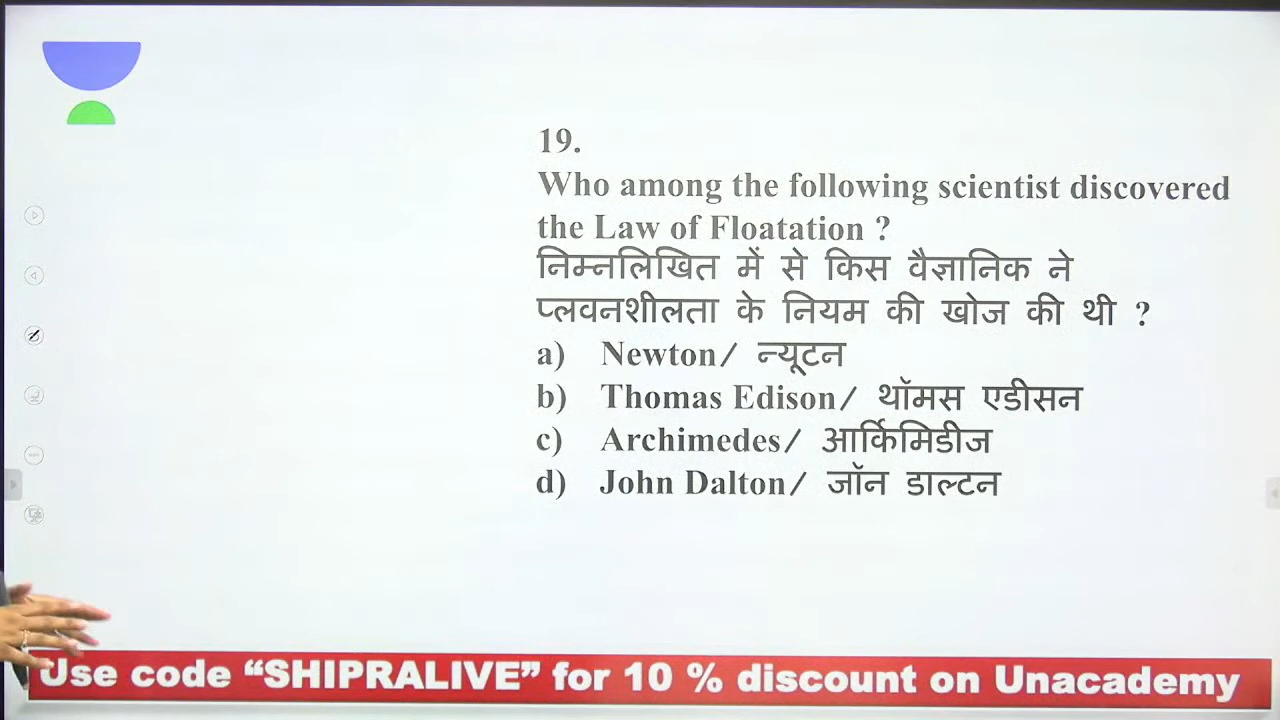 19.
Who among the following scientist discovered
the Law of Floatation ?
निम्नलिखित में से किस वैज्ञानिक ने
प्लवनशीलता के नियम की खोज की थी ?
a) Newton/ न्यूटन
b) Thomas Edison/ थॉमस एडीसन
c) Archimedes/ आर्किमिडीज
d) John Dalton/ जॉन डाल्टन
Use code “SHIPRALIVE” for 10 % discount on Unacademy